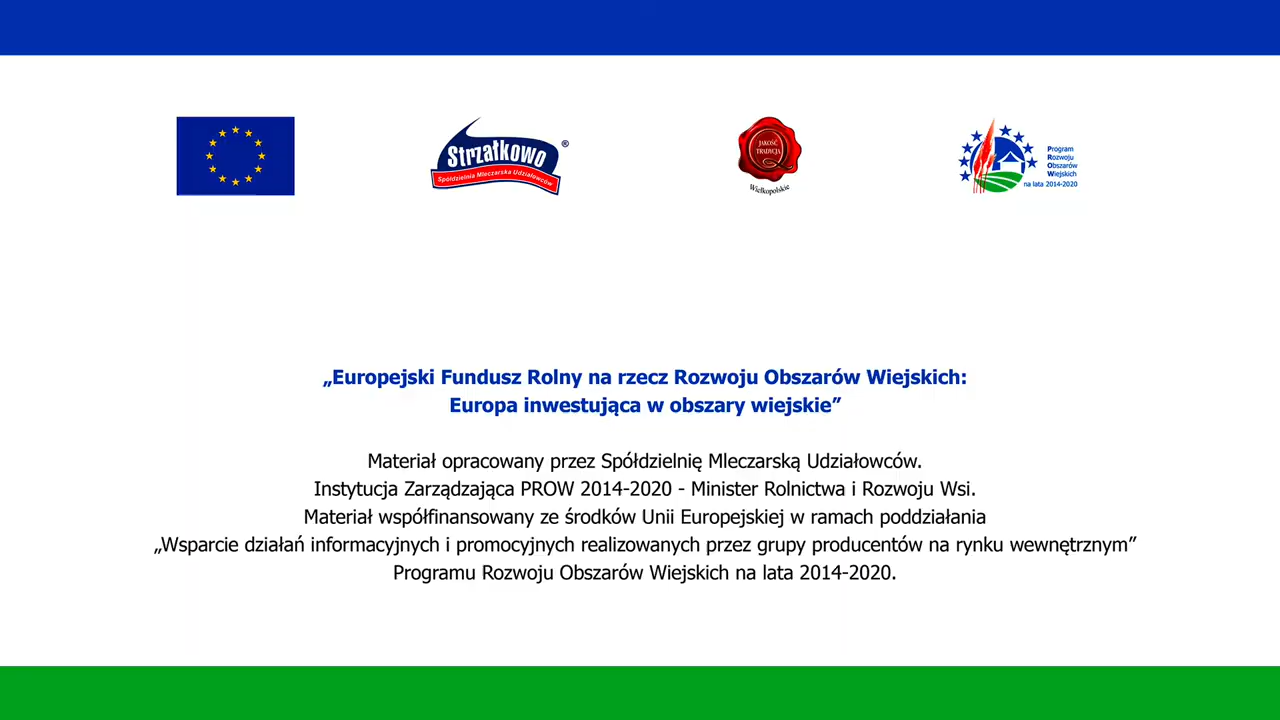 Strzałkowo ®
Spółdzielnia Mleczarska Udziałowców
JAKOŚĆ
TRADYCJA
Wielkopolskie
Program
Rozwoju
Obszarów
Wiejskich
na lata 2014-2020
„Europejski Fundusz Rolny na rzecz Rozwoju Obszarów Wiejskich:
Europa inwestująca w obszary wiejskie”
Materiał opracowany przez Spółdzielnię Mleczarską Udziałowców.
Instytucja Zarządzająca PROW 2014-2020 - Minister Rolnictwa i Rozwoju Wsi.
Materiał współfinansowany ze środków Unii Europejskiej w ramach poddziałania
„Wsparcie działań informacyjnych i promocyjnych realizowanych przez grupy producentów na rynku wewnętrznym”
Programu Rozwoju Obszarów Wiejskich na lata 2014-2020.